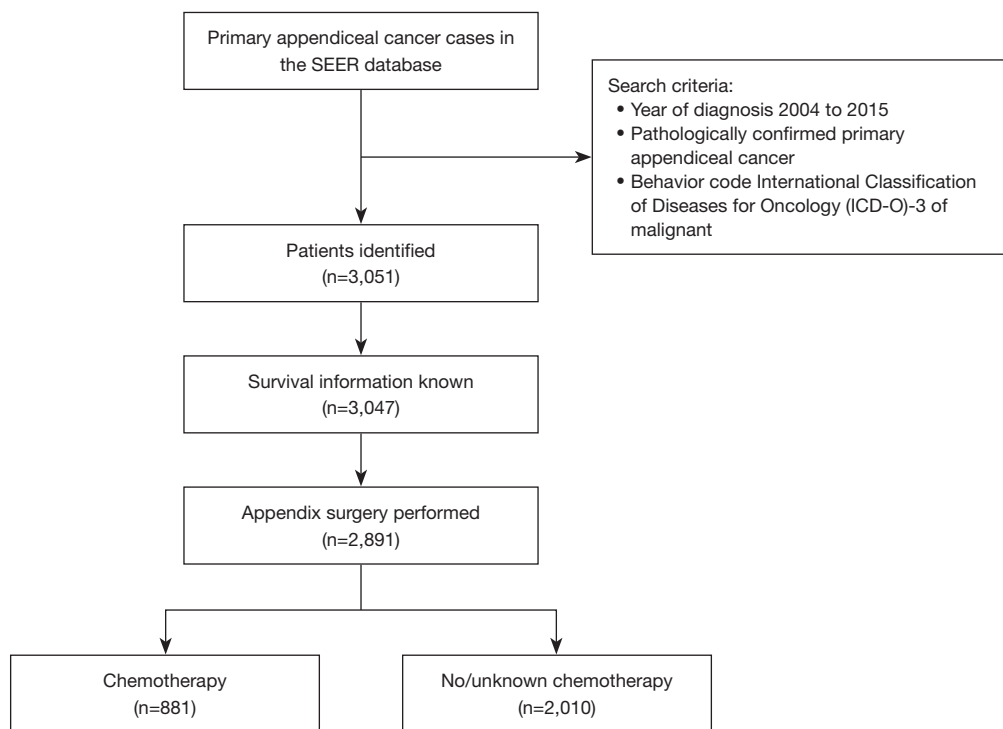 Primary appendiceal cancer cases in
the SEER database
Search criteria:
• Year of diagnosis 2004 to 2015
• Pathologically confirmed primary
appendiceal cancer
• Behavior code International Classification
of Diseases for Oncology (ICD-O)-3 of
malignant
Patients identified
(n=3,051)
Survival information known
(n=3,047)
Appendix surgery performed
(n=2,891)
Chemotherapy
(n=881)
No/unknown chemotherapy
(n=2,010)